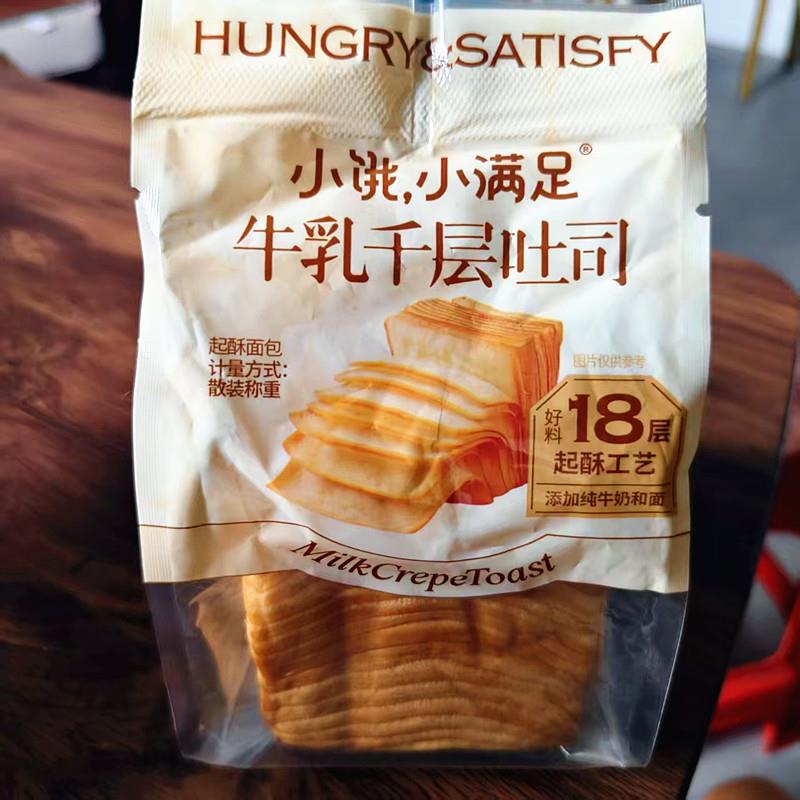 HUNGRY&SATISFY
小饿,小满足®
牛乳千层吐司
起酥面包
计量方式:
散装称重
图片仅供参考
好料 18层
起酥工艺
添加纯牛奶和面
MilkCrepeToast